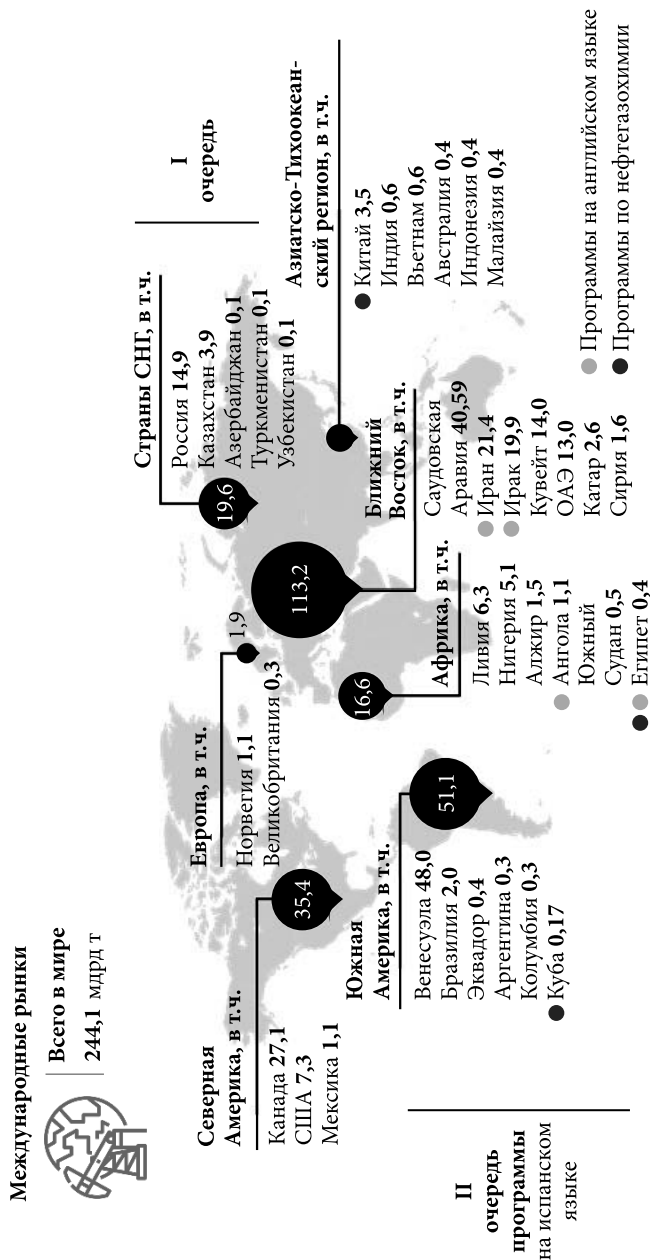 Международные рынки
Всего в мире
244,1 мдрд т
Северная
Америка, в т.ч.
Канада 27,1
США 7,3
Мексика 1,1
35,4
Европа, в т.ч.
Норвегия 1,1
Великобритания 0,3
1,9
Страны СНГ, в т.ч.
Россия 14,9
Казахстан 3,9
Азербайджан 0,1
Туркменистан 0,1
Узбекистан 0,1
19,6
I
очередь
Азиатско-Тихоокеан-
ский регион, в т.ч.
Китай 3,5
Индия 0,6
Вьетнам 0,6
Австралия 0,4
Индонезия 0,4
Малайзия 0,4
Южная
Америка, в т.ч.
Венесуэла 48,0
Бразилия 2,0
Эквадор 0,4
Аргентина 0,3
Колумбия 0,3
Куба 0,17
51,1
Африка, в т.ч.
Ливия 6,3
Нигерия 5,1
Алжир 1,5
Ангола 1,1
Южный
Судан 0,5
Египет 0,4
16,6
Ближний
Восток, в т.ч.
Саудовская
Аравия 40,59
Иран 21,4
Ирак 19,9
Кувейт 14,0
ОАЭ 13,0
Катар 2,6
Сирия 1,6
113,2
II
очередь
программы
на испанском
языке
Программы на английском языке
Программы по нефтегазохимии